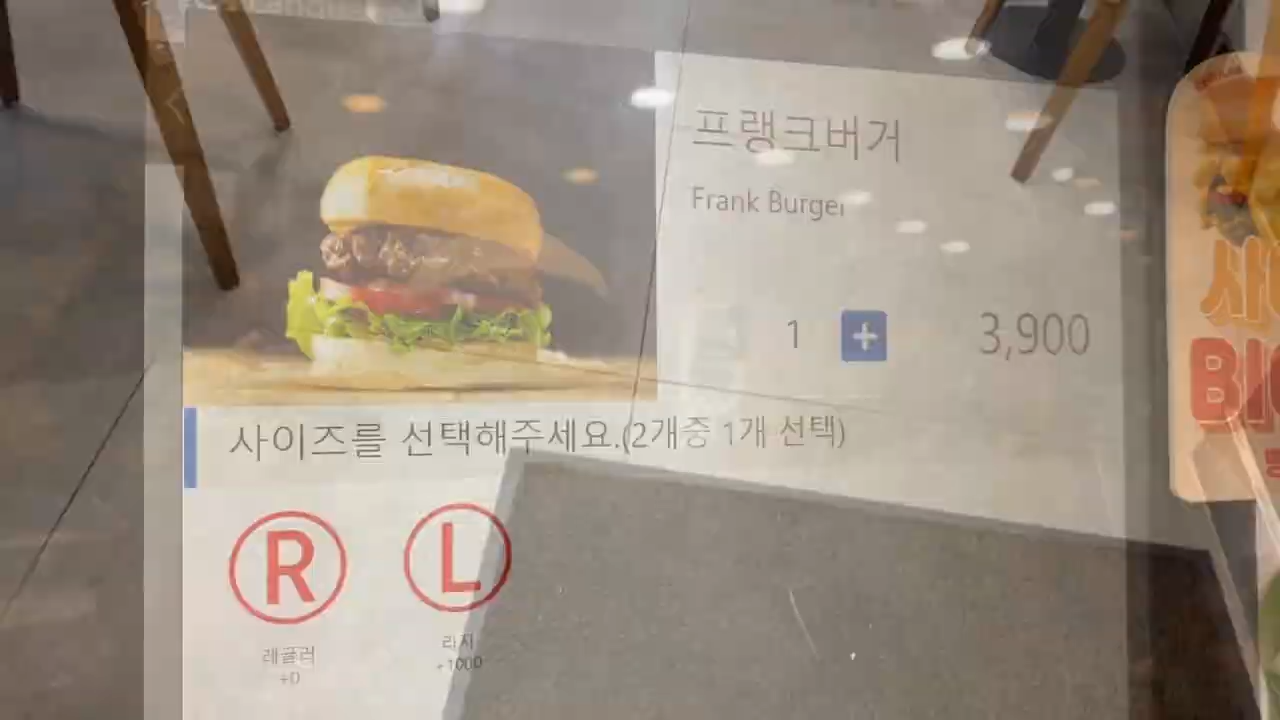 프랭크버거
Frank Burger
1
3,900
사이즈를 선택해주세요.(2개중 1개 선택)
R
L
레귤러
+0
라지
+1000